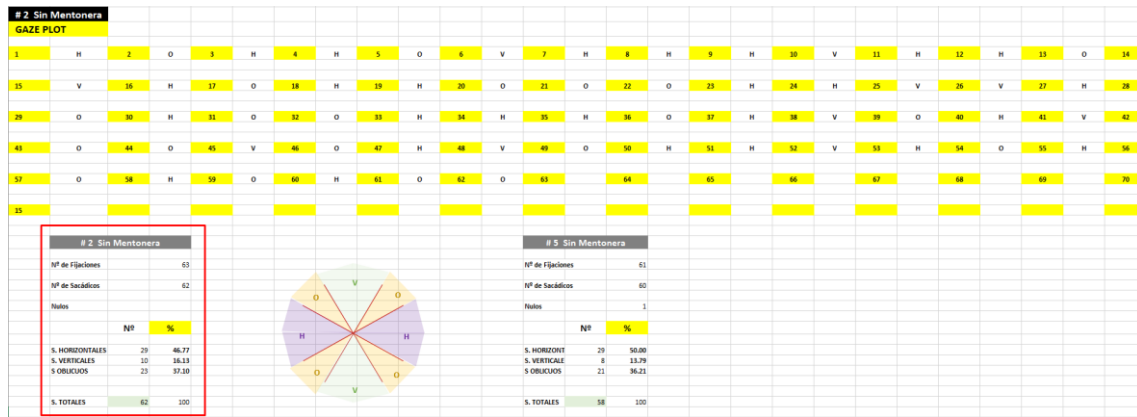 # 2 Sin Mentonera
GAZE PLOT
1 H 2 O 3 H 4 H 5 O 6 V 7 H 8 H 9 H 10 V 11 H 12 H 13 O 14
15 V 16 H 17 O 18 H 19 H 20 O 21 O 22 O 23 H 24 H 25 V 26 V 27 H 28
29 O 30 H 31 O 32 O 33 H 34 H 35 H 36 O 37 H 38 V 39 O 40 H 41 V 42
43 O 44 O 45 V 46 O 47 H 48 V 49 O 50 H 51 H 52 V 53 H 54 O 55 H 56
57 O 58 H 59 O 60 H 61 O 62 O 63 64 65 66 67 68 69 70
15
# 2 Sin Mentonera
Nº de Fijaciones 63
Nº de Sacádicos 62
Nulos
Nº %
S. HORIZONTALES 29 46.77
S. VERTICALES 10 16.13
S OBLICUOS 23 37.10
S. TOTALES 62 100
V
O O
H H
O O
V
# 5 Sin Mentonera
Nº de Fijaciones 61
Nº de Sacádicos 60
Nulos 1
Nº %
S. HORIZONT 29 50.00
S. VERTICALE 8 13.79
S OBLICUOS 21 36.21
S. TOTALES 58 100